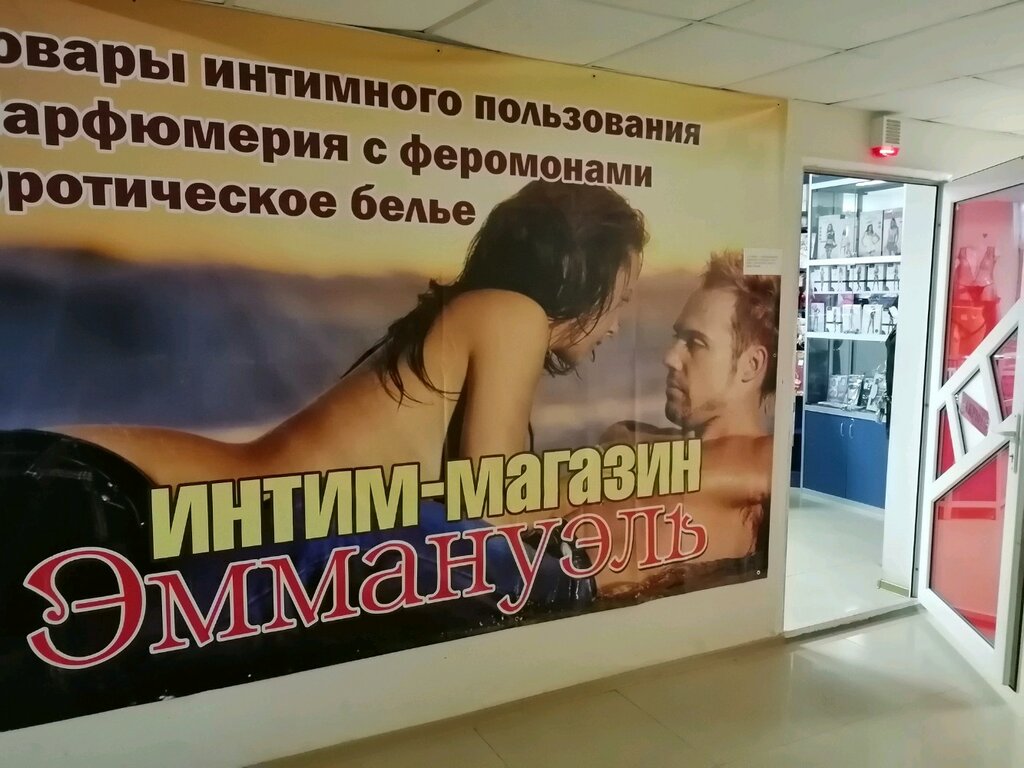 овары интимного пользования
арфюмерия с феромонами
ротическое белье
интим-магазин
Эммануэль